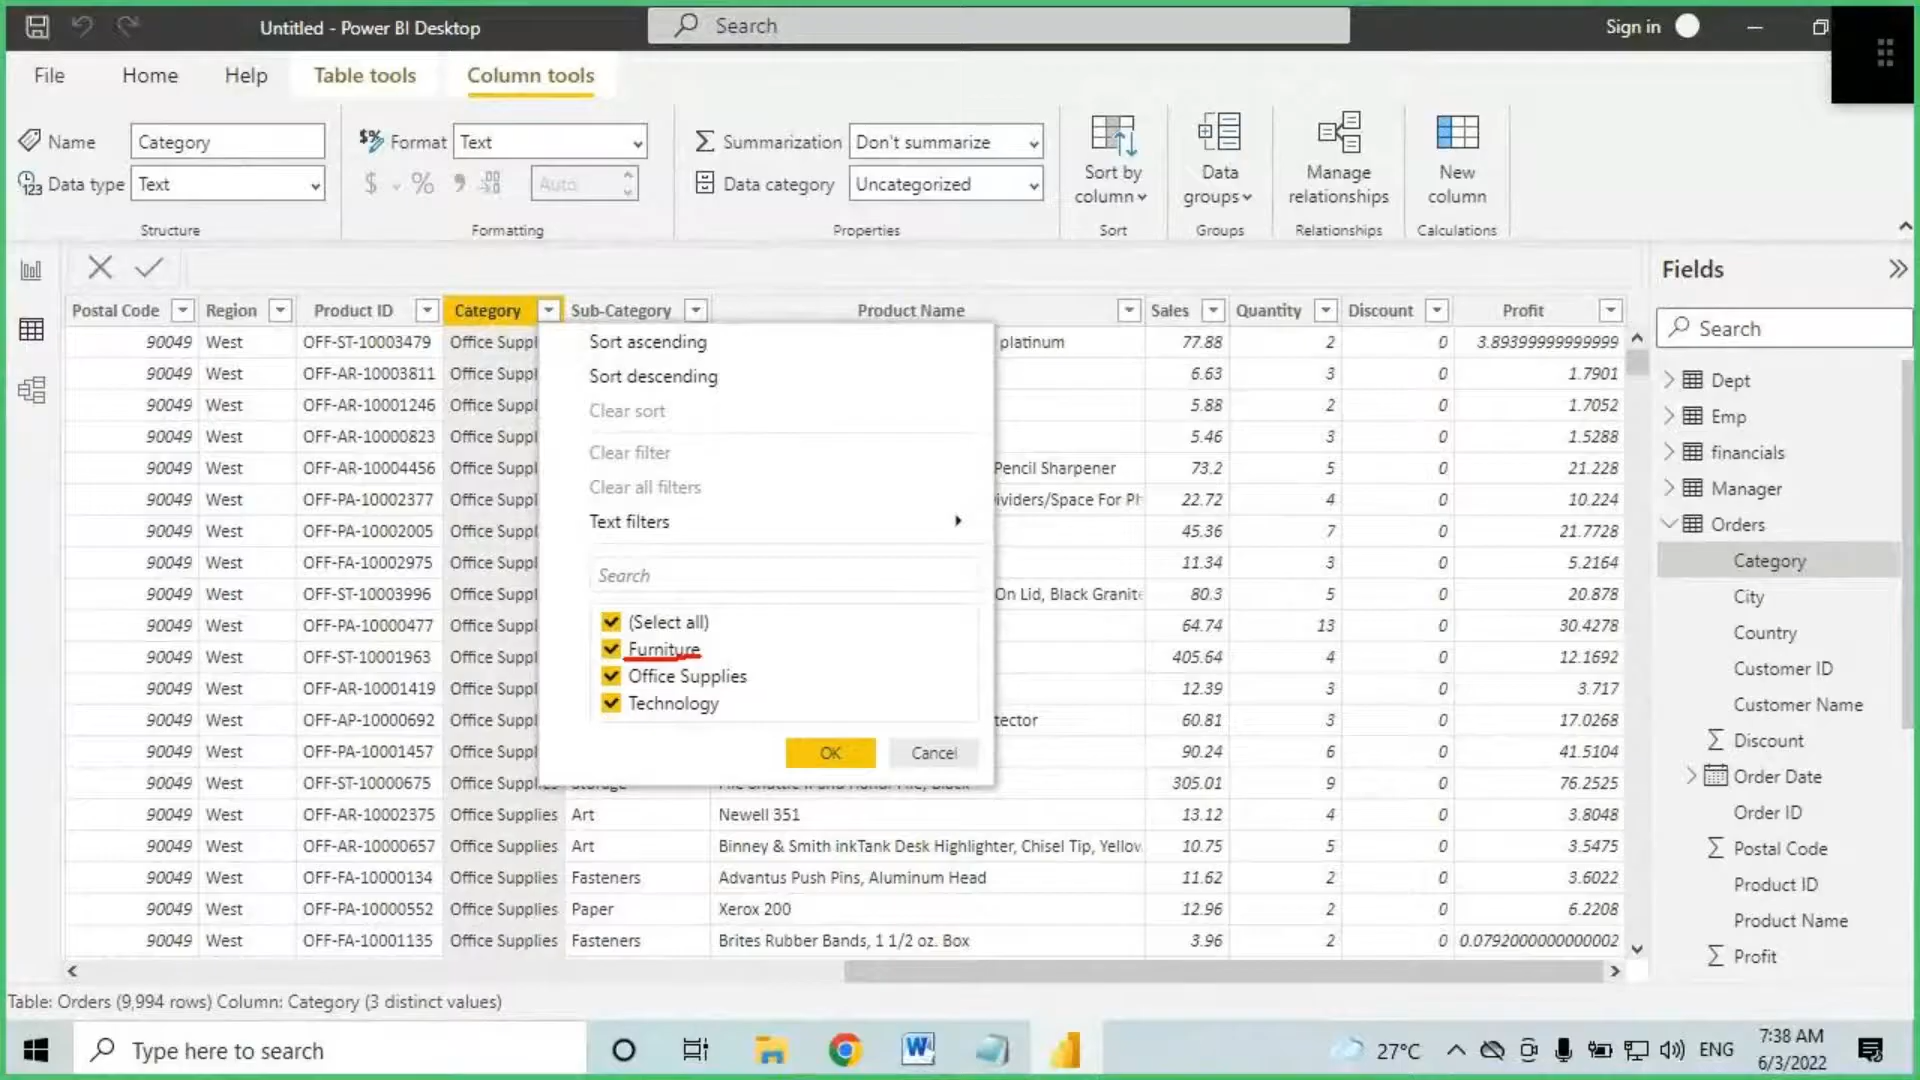 Untitled - Power BI Desktop
Search
Sign in
File
Home
Help
Table tools
Column tools
Name
Category
Format
Text
Summarization
Don't summarize
Data type
Text
Auto
Data category
Uncategorized
Sort by column
Data groups
Manage relationships
New column
Structure
Formatting
Properties
Sort
Groups
Relationships
Calculations
Postal Code Region Product ID Category Sub-Category Product Name Sales Quantity Discount Profit
90049 West OFF-ST-10003479 Office Suppl platinum 77.88 2 0 3.89399999999999
90049 West OFF-AR-10003811 Office Suppl 6.63 3 0 1.7901
90049 West OFF-AR-10001246 Office Suppl 5.88 2 0 1.7052
90049 West OFF-AR-10000823 Office Suppl 5.46 3 0 1.5288
90049 West OFF-AR-10004456 Office Suppl Pencil Sharpener 73.2 5 0 21.228
90049 West OFF-PA-10002377 Office Suppl ividers/Space For Ph 22.72 4 0 10.224
90049 West OFF-PA-10002005 Office Suppl 45.36 7 0 21.7728
90049 West OFF-FA-10002975 Office Suppl 11.34 3 0 5.2164
90049 West OFF-ST-10003996 Office Suppl On Lid, Black Granite 80.3 5 0 20.878
90049 West OFF-PA-10000477 Office Suppl 64.74 13 0 30.4278
90049 West OFF-ST-10001963 Office Suppl 405.64 4 0 12.1692
90049 West OFF-AR-10001419 Office Suppl 12.39 3 0 3.717
90049 West OFF-AP-10000692 Office Suppl tector 60.81 3 0 17.0268
90049 West OFF-PA-10001457 Office Suppl 90.24 6 0 41.5104
90049 West OFF-ST-10000675 Office Suppl 305.01 9 0 76.2525
90049 West OFF-AR-10002375 Office Supplies Art Newell 351 13.12 4 0 3.8048
90049 West OFF-AR-10000657 Office Supplies Art Binney & Smith inkTank Desk Highlighter, Chisel Tip, Yellow 10.75 5 0 3.5475
90049 West OFF-FA-10000134 Office Supplies Fasteners Advantus Push Pins, Aluminum Head 11.62 2 0 3.6022
90049 West OFF-PA-10000552 Office Supplies Paper Xerox 200 12.96 2 0 6.2208
90049 West OFF-FA-10001135 Office Supplies Fasteners Brites Rubber Bands, 1 1/2 oz. Box 3.96 2 0 0.0792000000000002
Sort ascending
Sort descending
Clear sort
Clear filter
Clear all filters
Text filters
Search
(Select all)
Furniture
Office Supplies
Technology
OK
Cancel
Fields
Search
Dept
Emp
financials
Manager
Orders
Category
City
Country
Customer ID
Customer Name
Discount
Order Date
Order ID
Postal Code
Product ID
Product Name
Profit
Table: Orders (9,994 rows) Column: Category (3 distinct values)
Type here to search
27°C
ENG
7:38 AM
6/3/2022